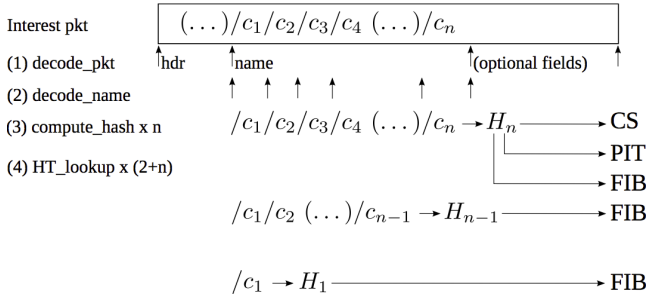 Interest pkt (...)/c₁/c₂/c₃/c₄ (...)/cₙ
(1) decode_pkt hdr name (optional fields)
(2) decode_name
(3) compute_hash x n /c₁/c₂/c₃/c₄ (...)/cₙ → Hₙ → CS
PIT
(4) HT_lookup x (2+n)
FIB
/c₁/c₂ (...)/cₙ₋₁ → Hₙ₋₁ → FIB
/c₁ → H₁ → FIB